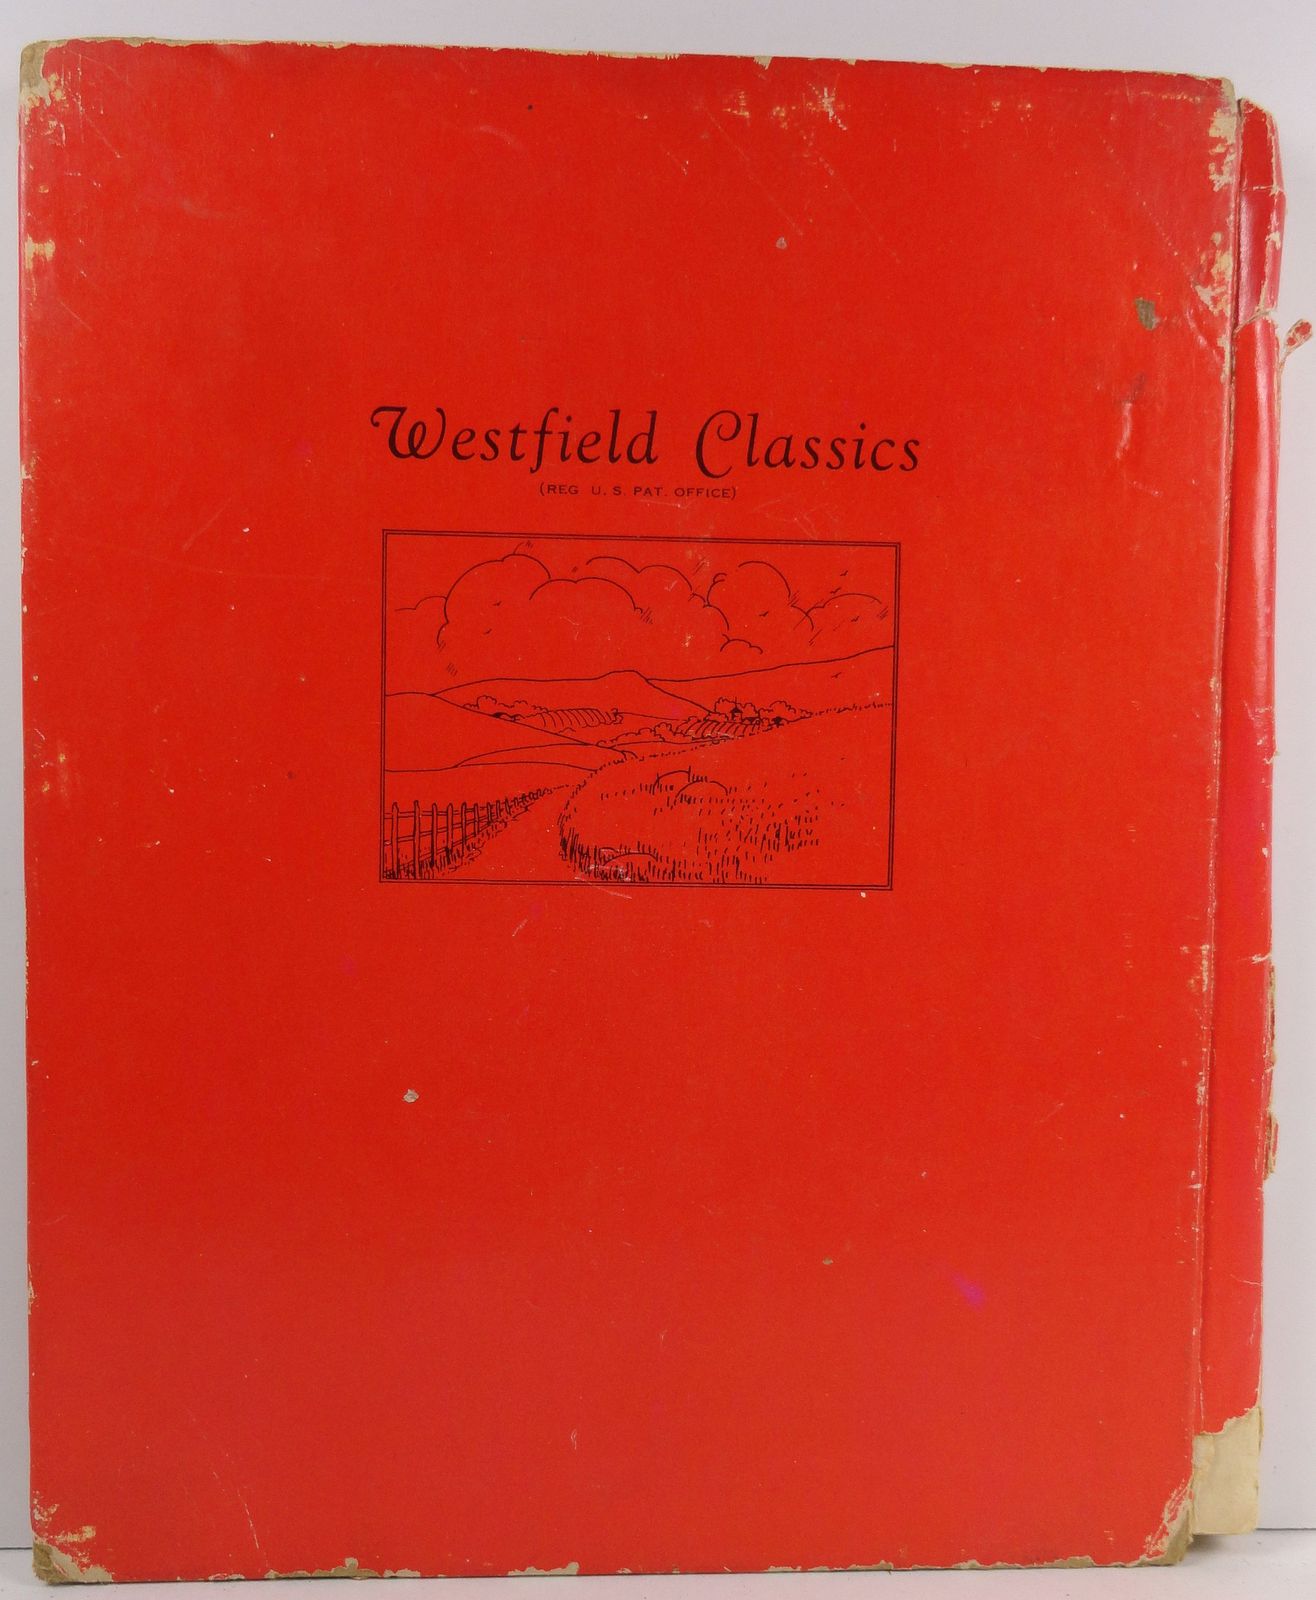 Westfield Classics
(REG U. S. PAT. OFFICE)